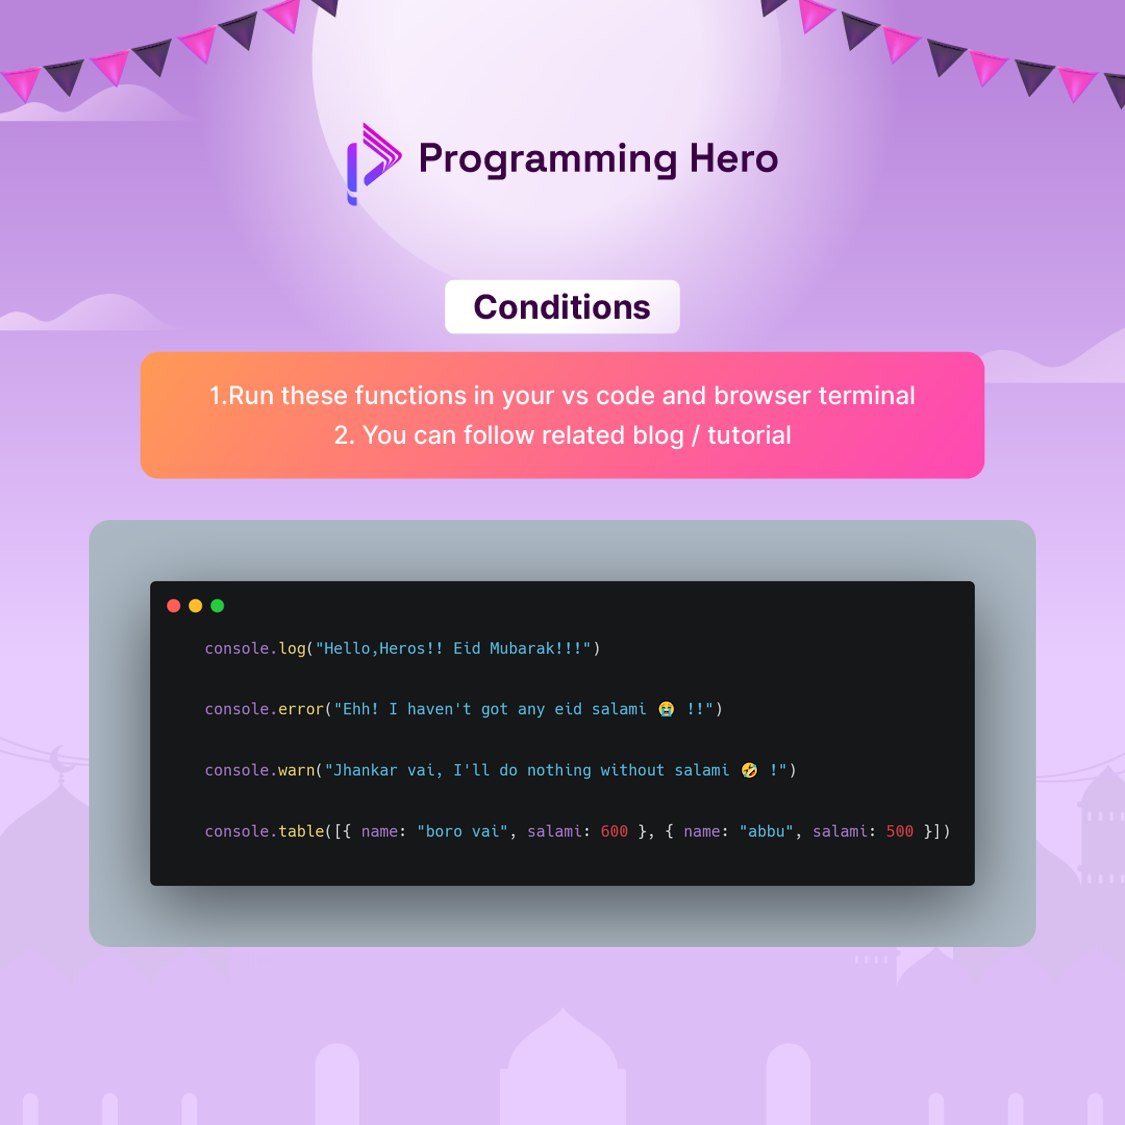 Programming Hero
Conditions
1.Run these functions in your vs code and browser terminal
2. You can follow related blog / tutorial
console.log("Hello,Heros!! Eid Mubarak!!!")
console.error("Ehh! I haven't got any eid salami 😭 !!")
console.warn("Jhankar vai, I'll do nothing without salami 🤣 !")
console.table([{ name: "boro vai", salami: 600 }, { name: "abbu", salami: 500 }])